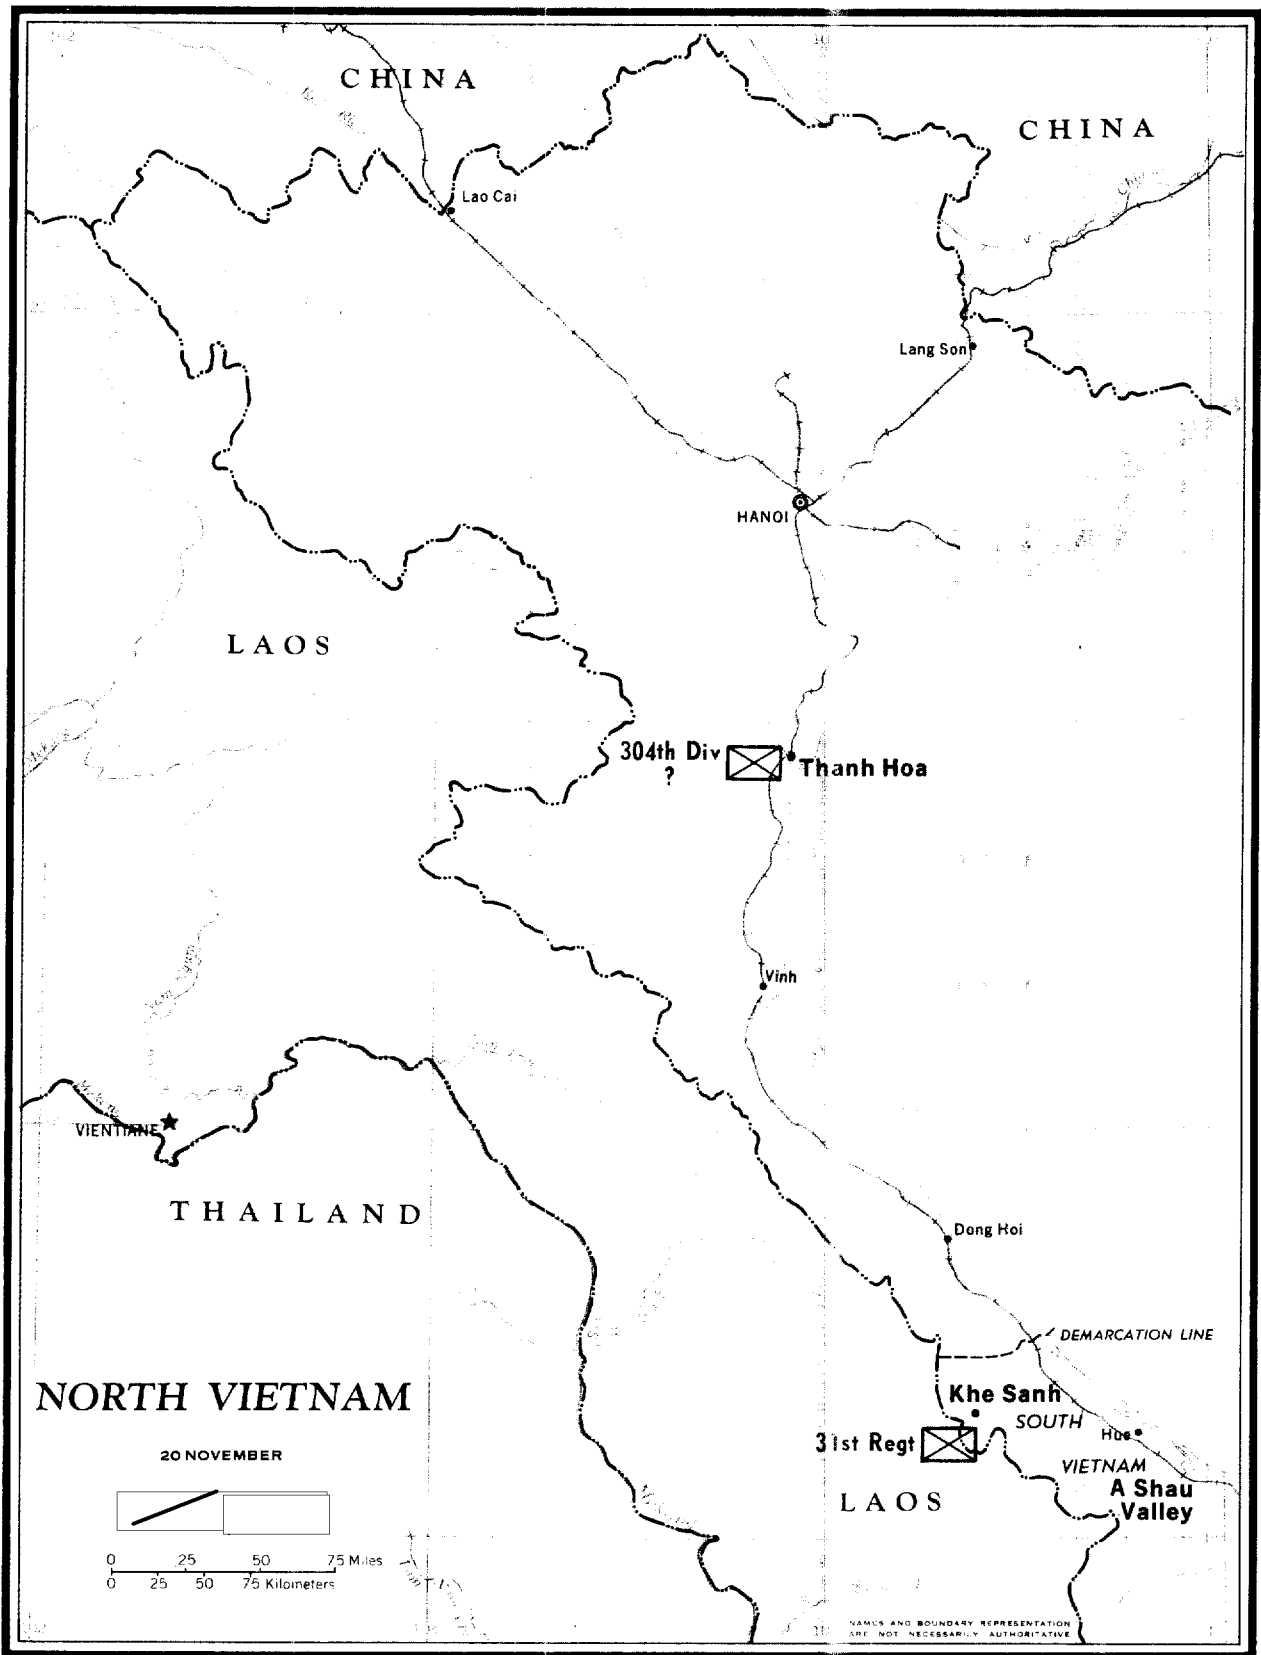 CHINA
CHINA
Lao Cai
Lang Son
HANOI
LAOS
304th Div
?
Thanh Hoa
Vinh
VIENTIANE
THAILAND
Dong Hoi
DEMARCATION LINE
NORTH VIETNAM
Khe Sanh
SOUTH
Hue
31st Regt
VIETNAM
20 NOVEMBER
A Shau
Valley
LAOS
0 25 50 75 Miles
0 25 50 75 Kilometers
NAMES AND BOUNDARY REPRESENTATION
ARE NOT NECESSARILY AUTHORITATIVE